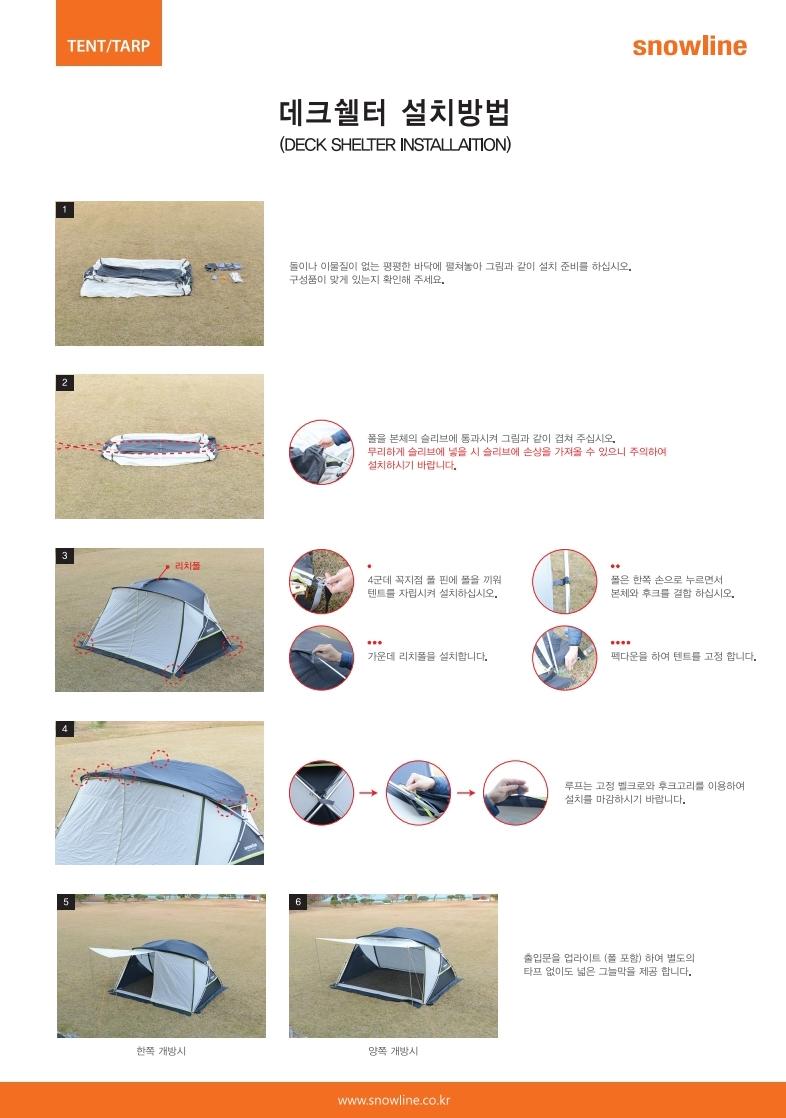 TENT/TARP
snowline
데크쉘터 설치방법
(DECK SHELTER INSTALLAITION)
1
돌이나 이물질이 없는 평평한 바닥에 펼쳐놓아 그림과 같이 설치 준비를 하십시오.
구성품이 맞게 있는지 확인해 주세요.
2
폴을 본체의 슬리브에 통과시켜 그림과 같이 겹쳐 주십시오.
무리하게 슬리브에 넣을 시 슬리브에 손상을 가져올 수 있으니 주의하여
설치하시기 바랍니다.
3
리치폴
4군데 꼭지점 폴 핀에 폴을 끼워
텐트를 자립시켜 설치하십시오.
폴은 한쪽 손으로 누르면서
본체와 후크를 결합 하십시오.
가운데 리치폴을 설치합니다.
펙다운을 하여 텐트를 고정 합니다.
4
루프는 고정 벨크로와 후크고리를 이용하여
설치를 마감하시기 바랍니다.
5
6
출입문을 업라이트 (폴 포함) 하여 별도의
타프 없이도 넓은 그늘막을 제공 합니다.
한쪽 개방시
양쪽 개방시
www.snowline.co.kr